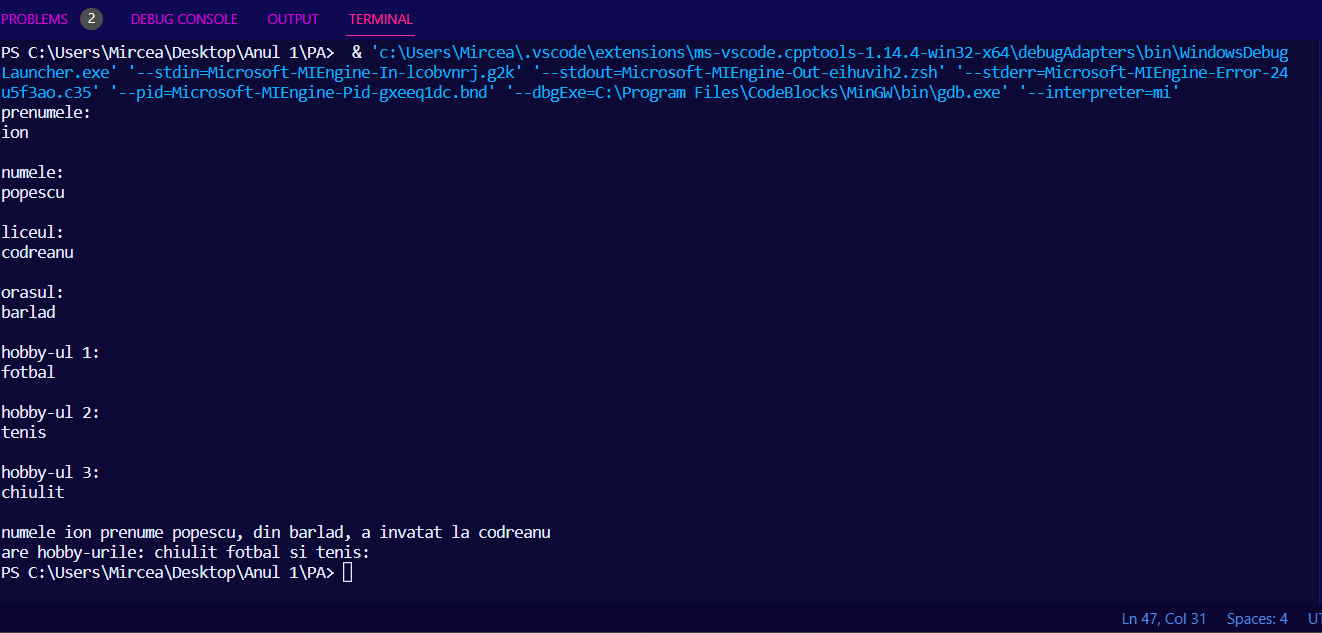 PROBLEMS 2 DEBUG CONSOLE OUTPUT TERMINAL
PS C:\Users\Mircea\Desktop\Anul 1\PA>  & 'c:\Users\Mircea\.vscode\extensions\ms-vscode.cpptools-1.14.4-win32-x64\debugAdapters\bin\WindowsDebug
Launcher.exe' '--stdin=Microsoft-MIEngine-In-lcobvnrj.g2k' '--stdout=Microsoft-MIEngine-Out-eihuvih2.zsh' '--stderr=Microsoft-MIEngine-Error-24
u5f3ao.c35' '--pid=Microsoft-MIEngine-Pid-gxeeq1dc.bnd' '--dbgExe=C:\Program Files\CodeBlocks\MinGW\bin\gdb.exe' '--interpreter=mi'
prenumele:
ion
numele:
popescu
liceul:
codreanu
orasul:
barlad
hobby-ul 1:
fotbal
hobby-ul 2:
tenis
hobby-ul 3:
chiulit
numele ion prenume popescu, din barlad, a invatat la codreanu
are hobby-urile: chiulit fotbal si tenis:
PS C:\Users\Mircea\Desktop\Anul 1\PA>
Ln 47, Col 31 Spaces: 4